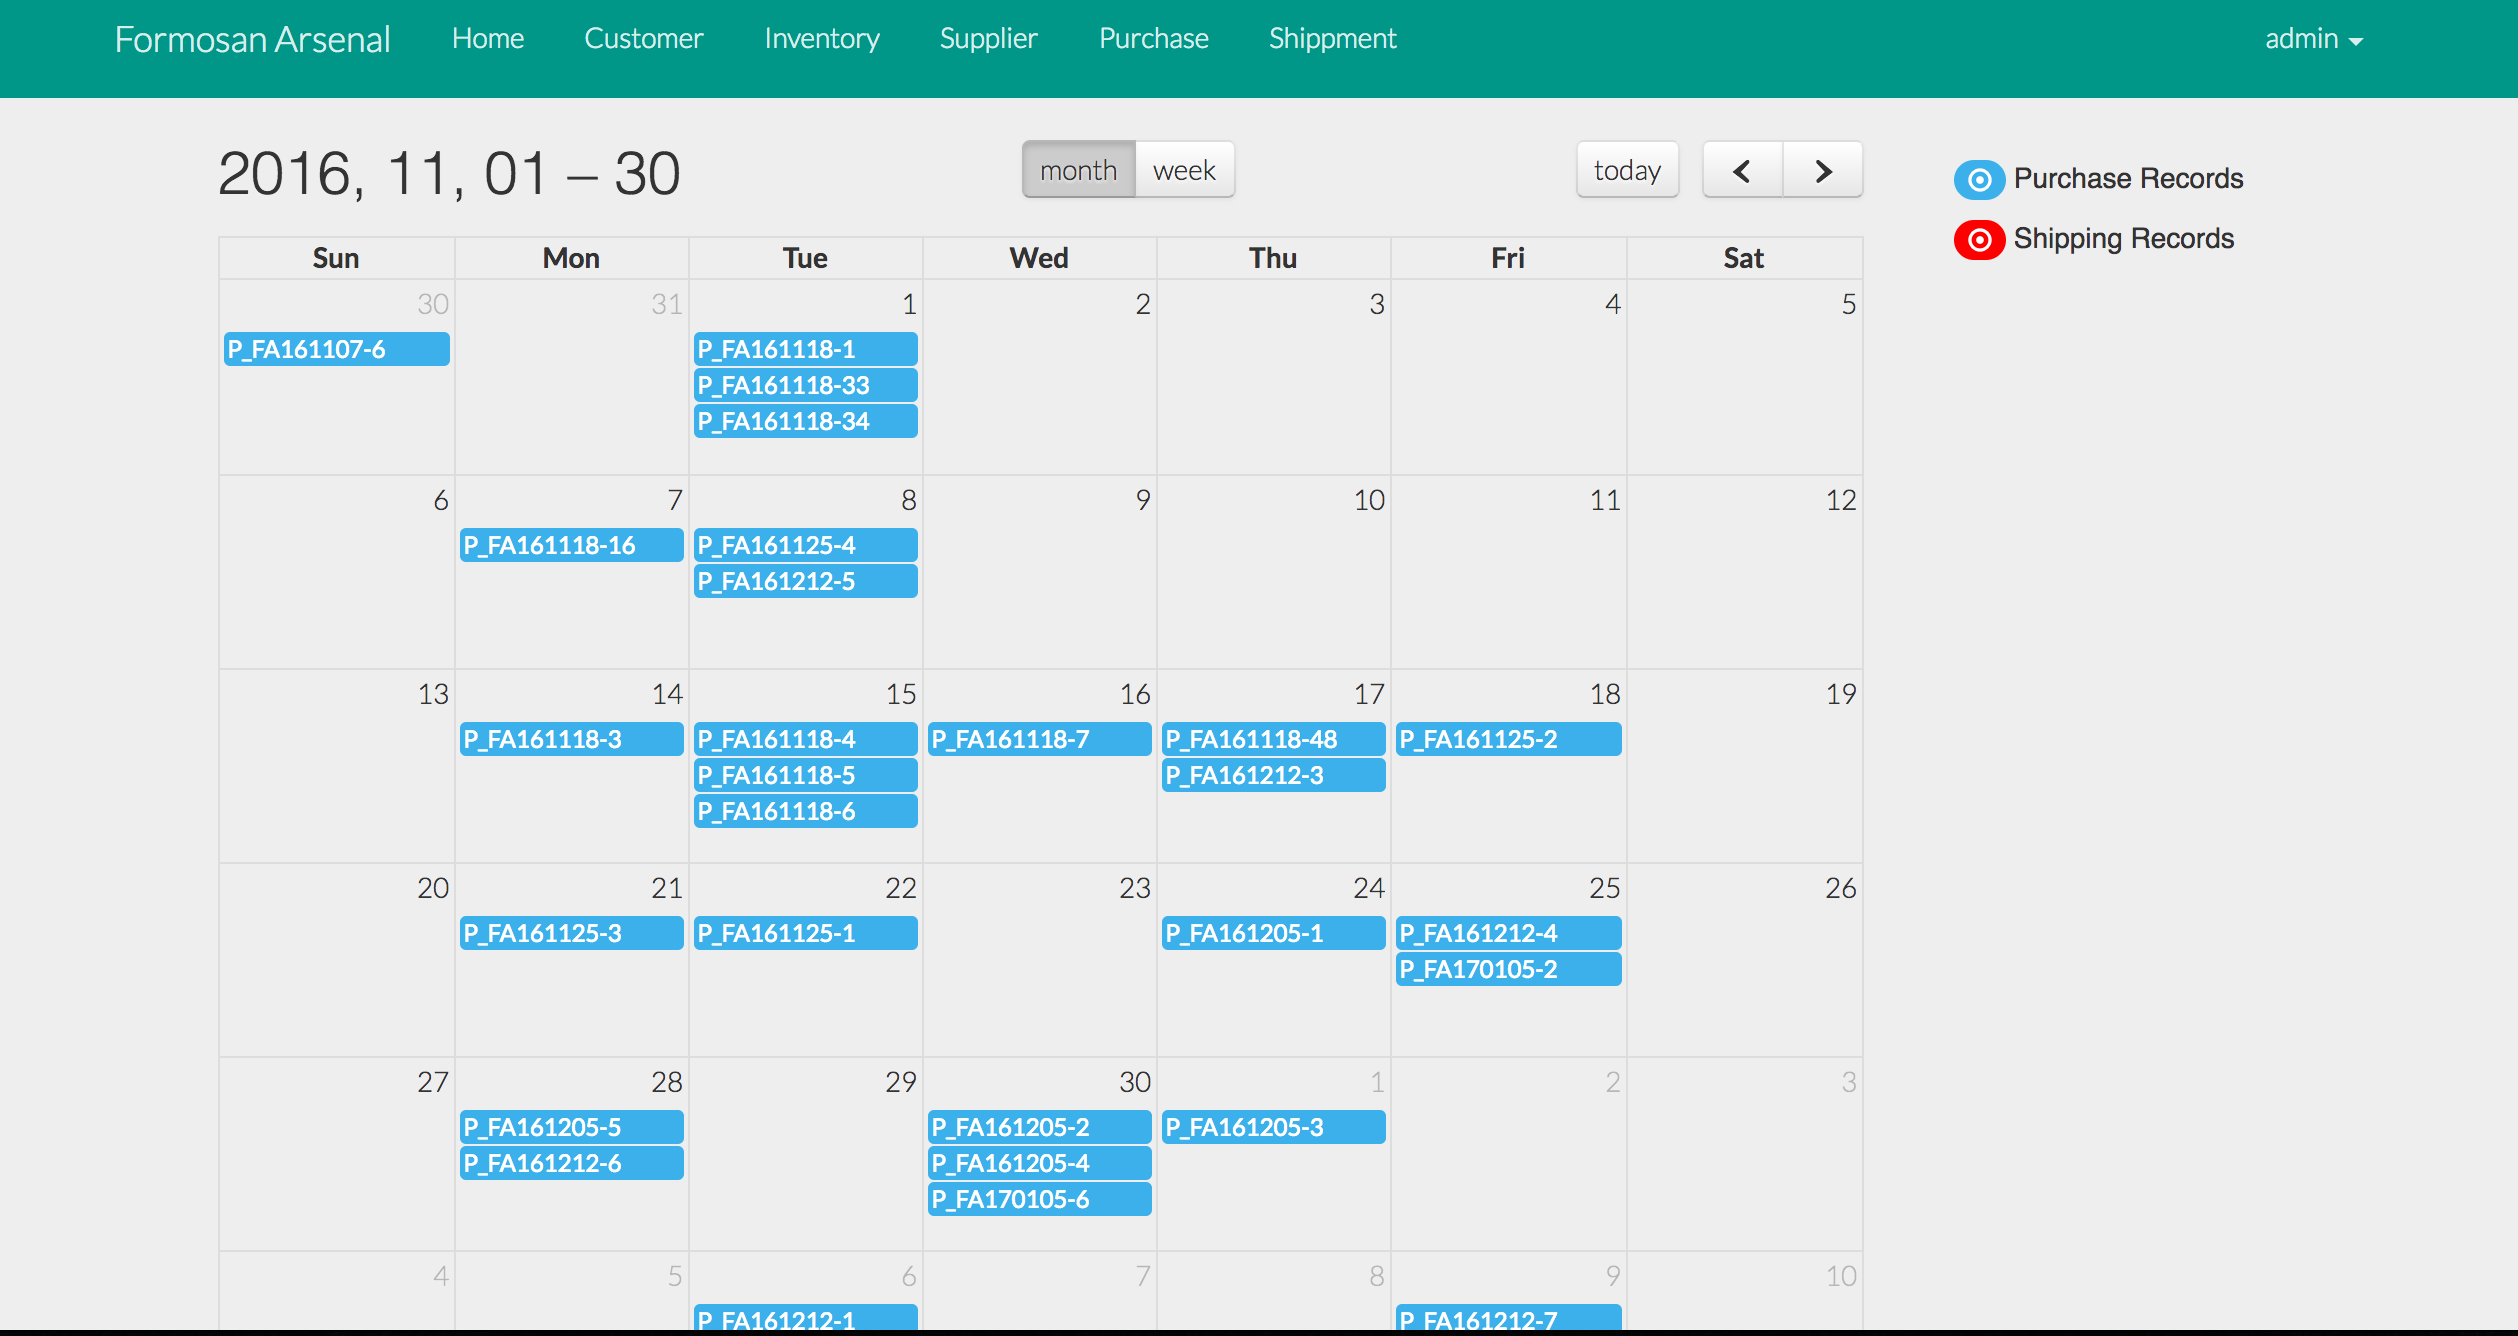 Formosan Arsenal Home Customer Inventory Supplier Purchase Shippment admin
2016, 11, 01 – 30 month week today
Purchase Records
Shipping Records
Sun Mon Tue Wed Thu Fri Sat
30 31 1 2 3 4 5
P_FA161107-6 P_FA161118-1
P_FA161118-33
P_FA161118-34
6 7 8 9 10 11 12
P_FA161118-16 P_FA161125-4
P_FA161212-5
13 14 15 16 17 18 19
P_FA161118-3 P_FA161118-4 P_FA161118-7 P_FA161118-48 P_FA161125-2
P_FA161118-5 P_FA161212-3
P_FA161118-6
20 21 22 23 24 25 26
P_FA161125-3 P_FA161125-1 P_FA161205-1 P_FA161212-4
P_FA170105-2
27 28 29 30 1 2 3
P_FA161205-5 P_FA161205-2 P_FA161205-3
P_FA161212-6 P_FA161205-4
P_FA170105-6
4 5 6 7 8 9 10
P_FA161212-1 P_FA161212-7